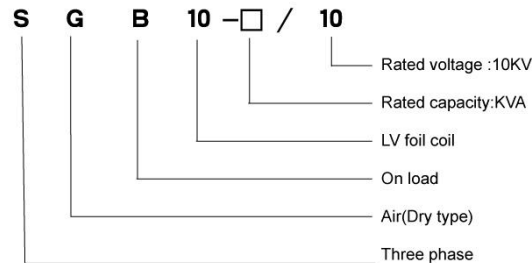 S G B 10 -□ / 10
Rated voltage :10KV
Rated capacity:KVA
LV foil coil
On load
Air(Dry type)
Three phase